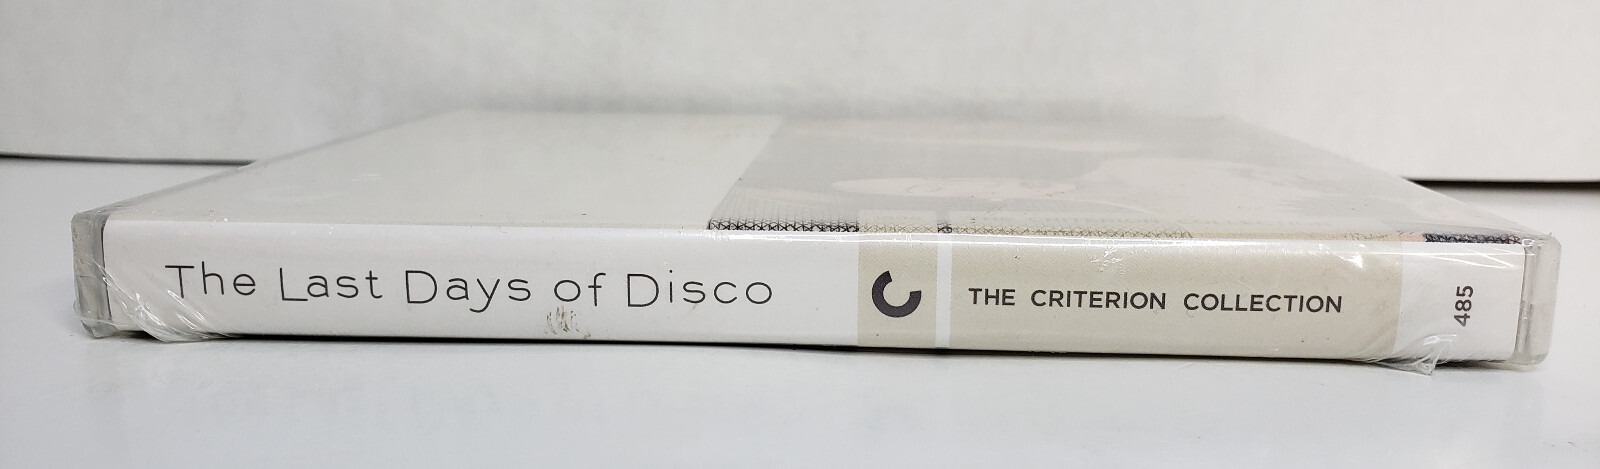 The Last Days of Disco
THE CRITERION COLLECTION
485